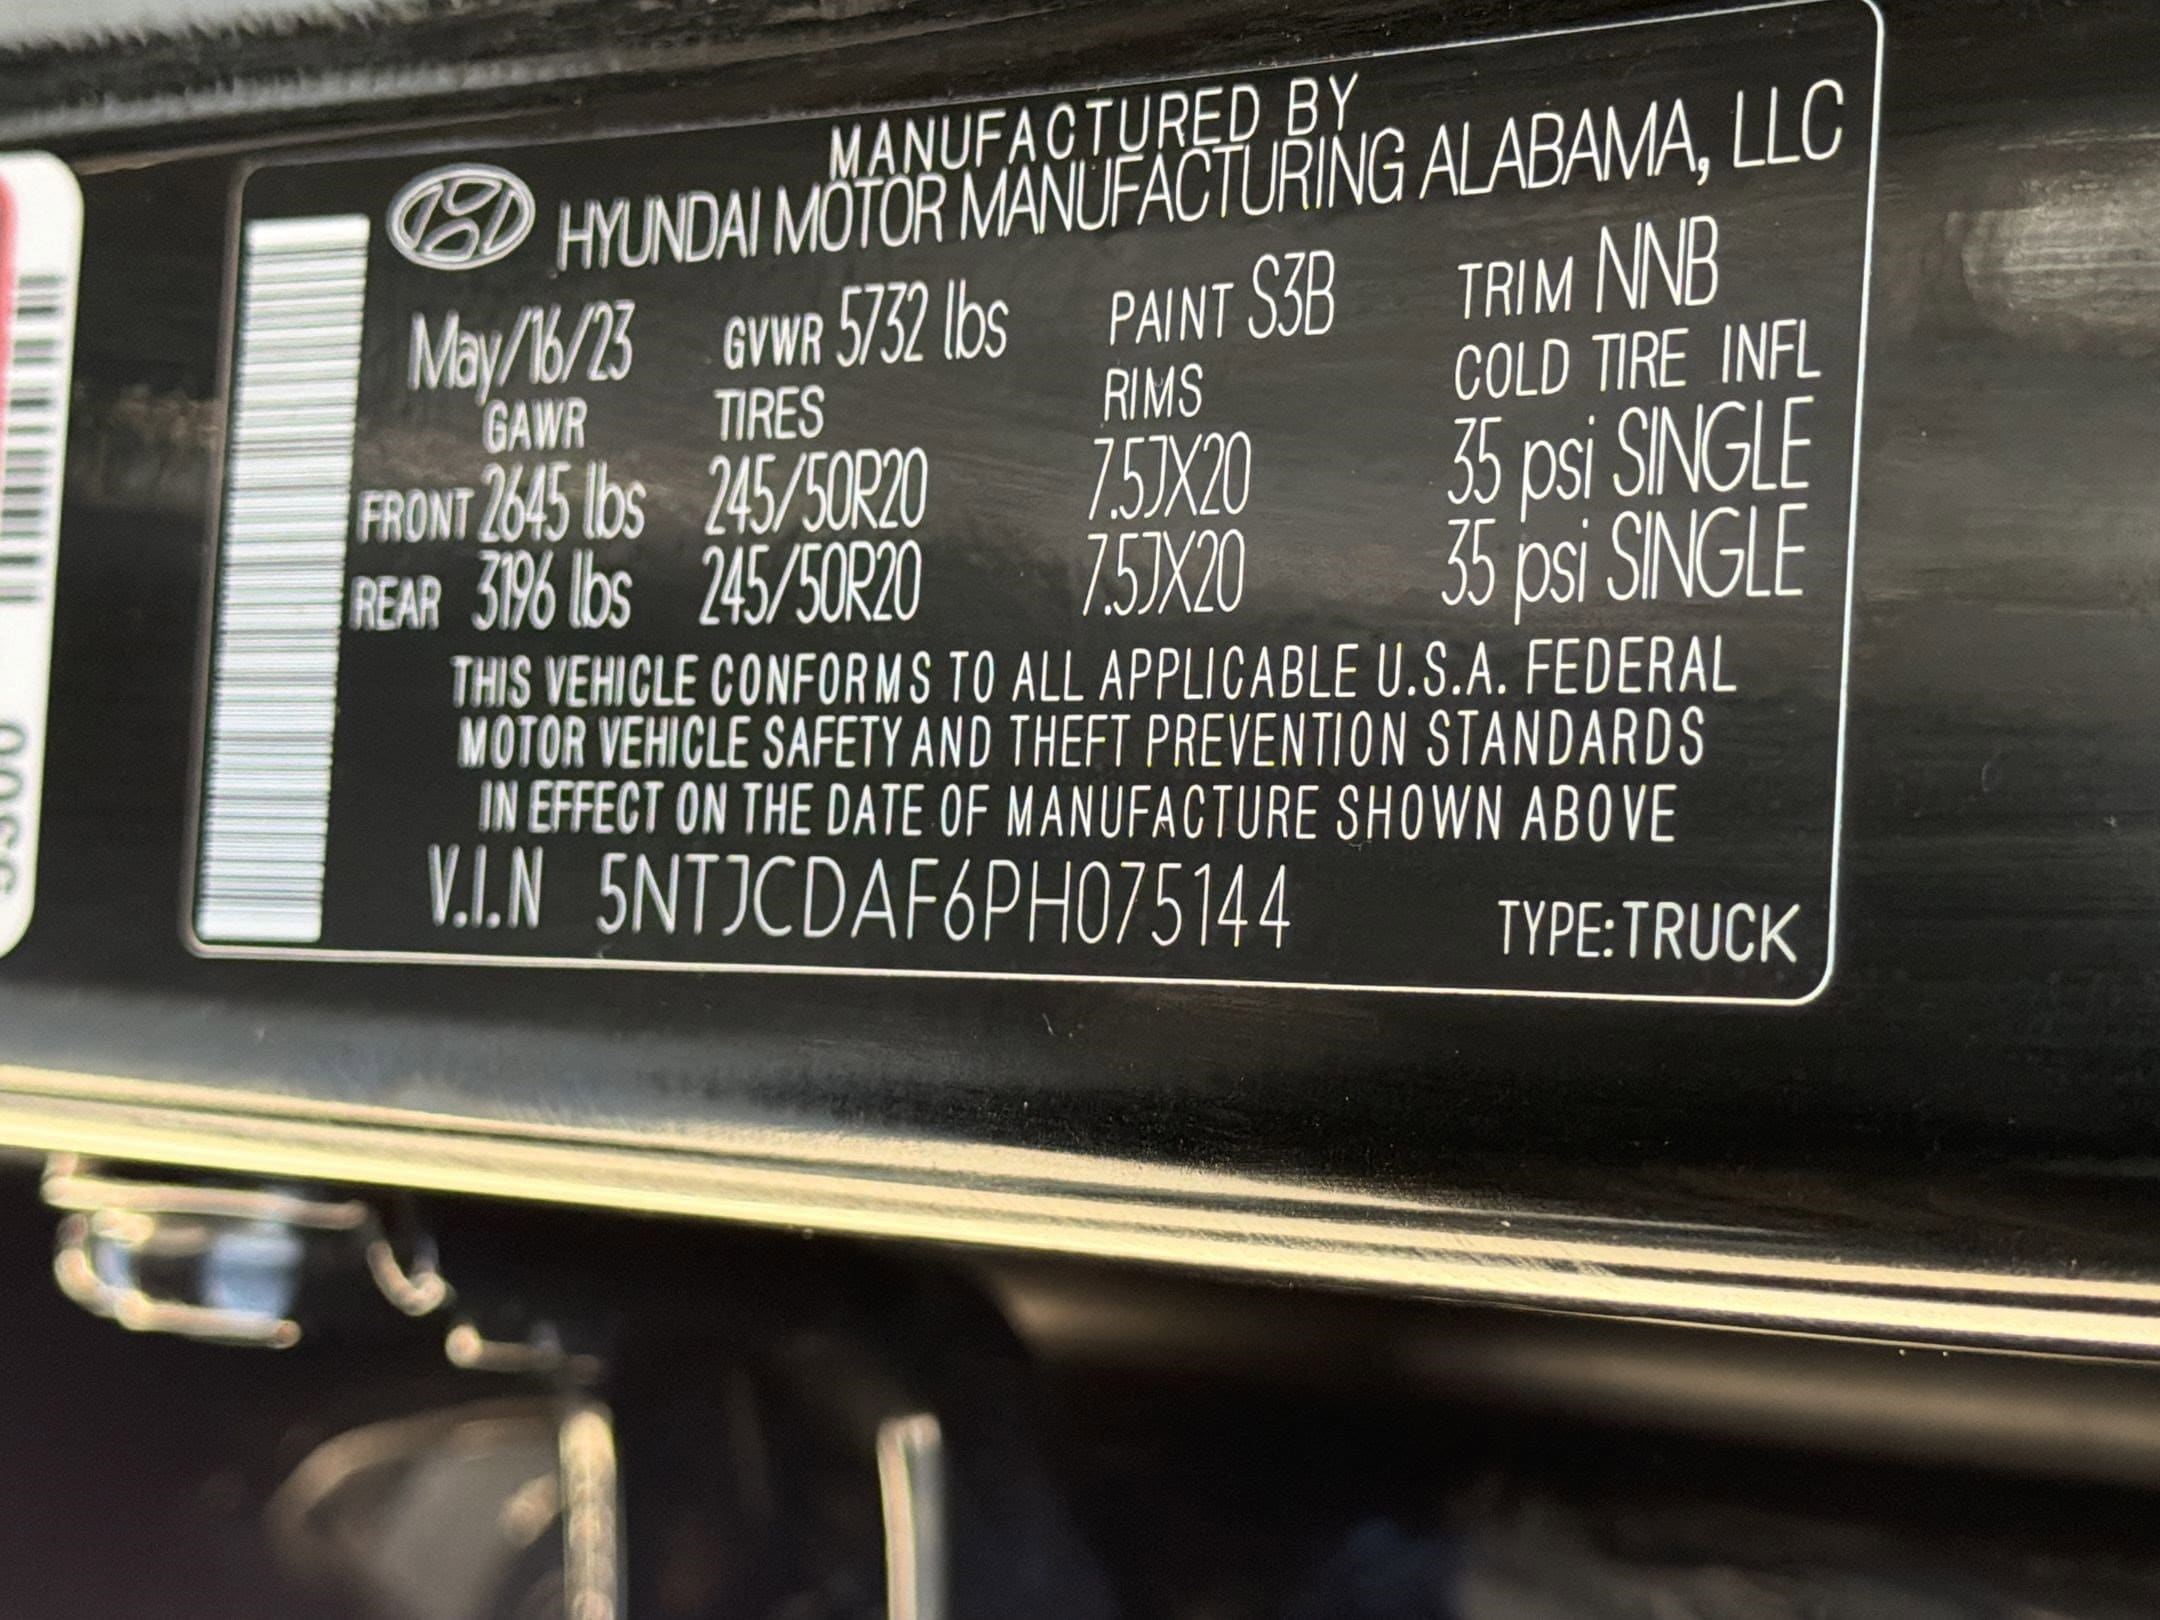 MANUFACTURED BY
HYUNDAI MOTOR MANUFACTURING ALABAMA, LLC
May/16/23 GVWR 5732 lbs PAINT S3B TRIM NNB
GAWR TIRES RIMS COLD TIRE INFL
FRONT 2645 lbs 245/50R20 7.5JX20 35 psi SINGLE
REAR 3196 lbs 245/50R20 7.5JX20 35 psi SINGLE
THIS VEHICLE CONFORMS TO ALL APPLICABLE U.S.A. FEDERAL
MOTOR VEHICLE SAFETY AND THEFT PREVENTION STANDARDS
IN EFFECT ON THE DATE OF MANUFACTURE SHOWN ABOVE
V.I.N 5NTJCDAF6PH075144 TYPE:TRUCK